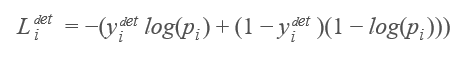 L_i^{det} = −(y_i^{det} log(p_i) + (1 − y_i^{det})(1 − log(p_i)))